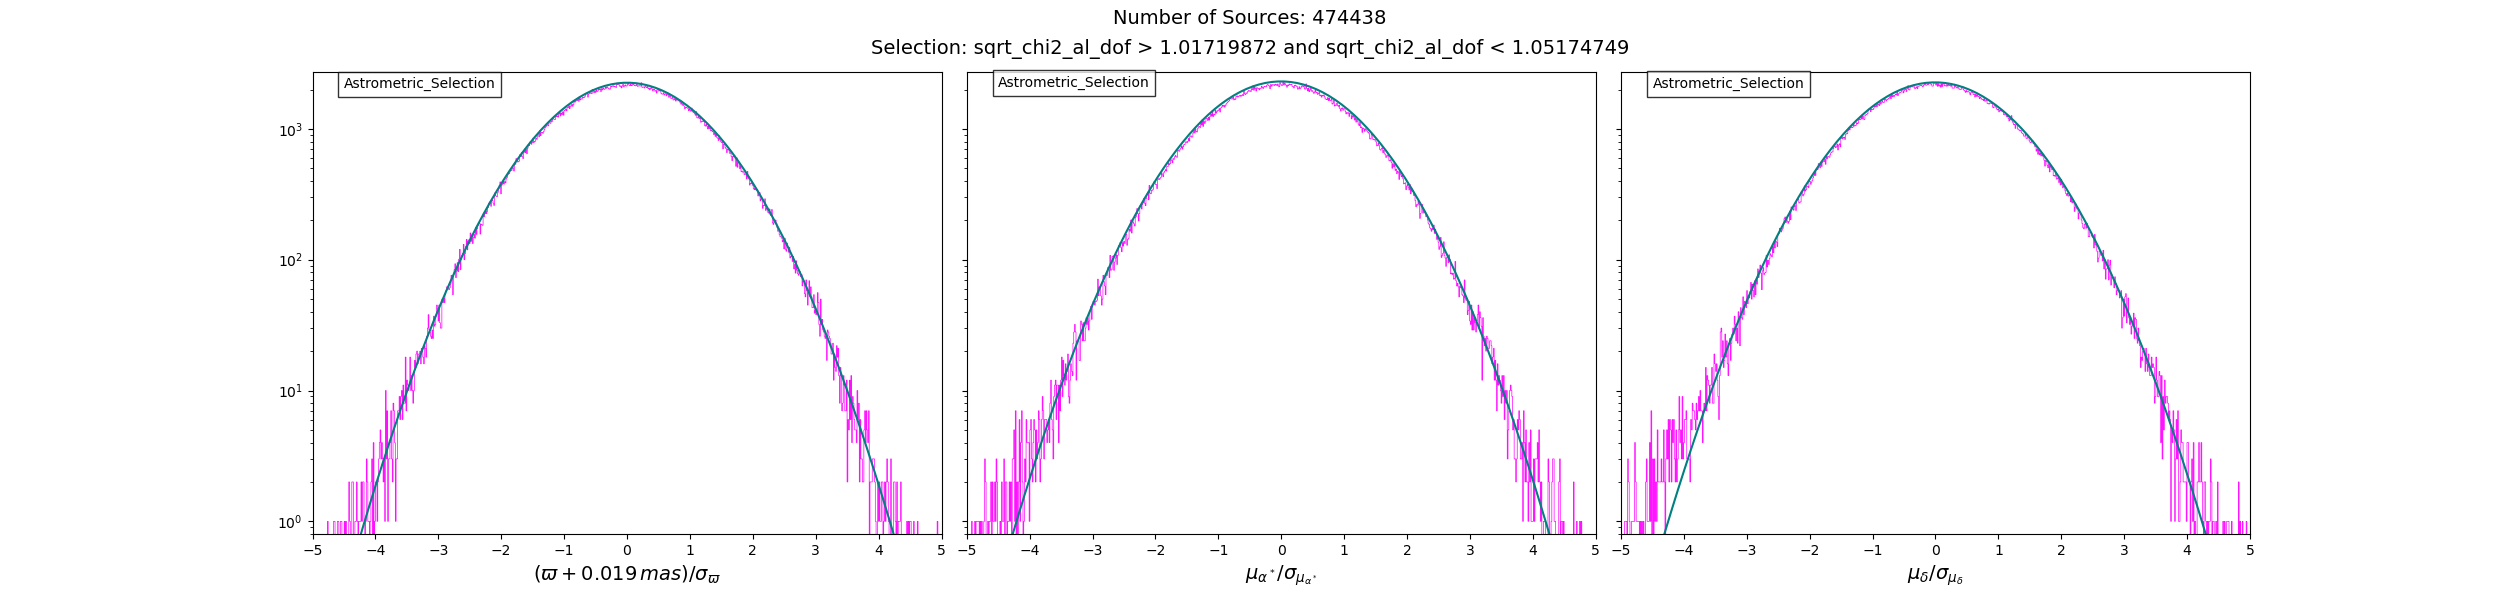 Number of Sources: 474438
Selection: sqrt_chi2_al_dof > 1.01719872 and sqrt_chi2_al_dof < 1.05174749
Astrometric_Selection
Astrometric_Selection
Astrometric_Selection
10³
10²
10¹
10⁰
−5 −4 −3 −2 −1 0 1 2 3 4 5
−5 −4 −3 −2 −1 0 1 2 3 4 5
−5 −4 −3 −2 −1 0 1 2 3 4 5
(ϖ + 0.019 mas)/σ_ϖ
μ_α*/σ_μ_α*
μ_δ/σ_μ_δ